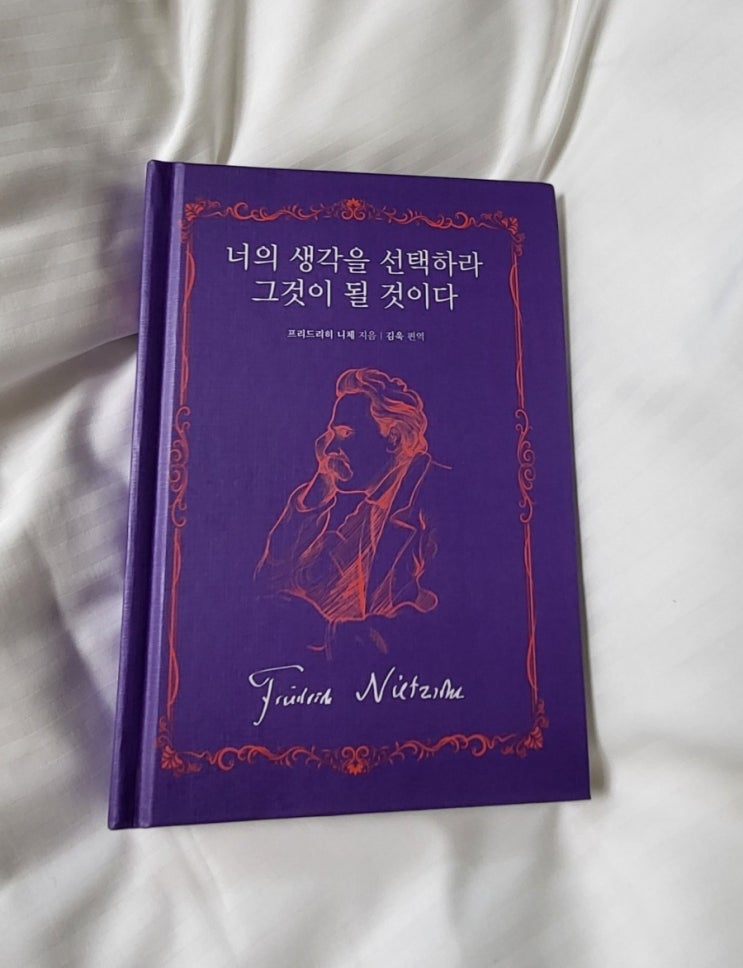 너의 생각을 선택하라
그것이 될 것이다
프리드리히 니체 지음 | 김욱 편역
Friedrich Nietzsche